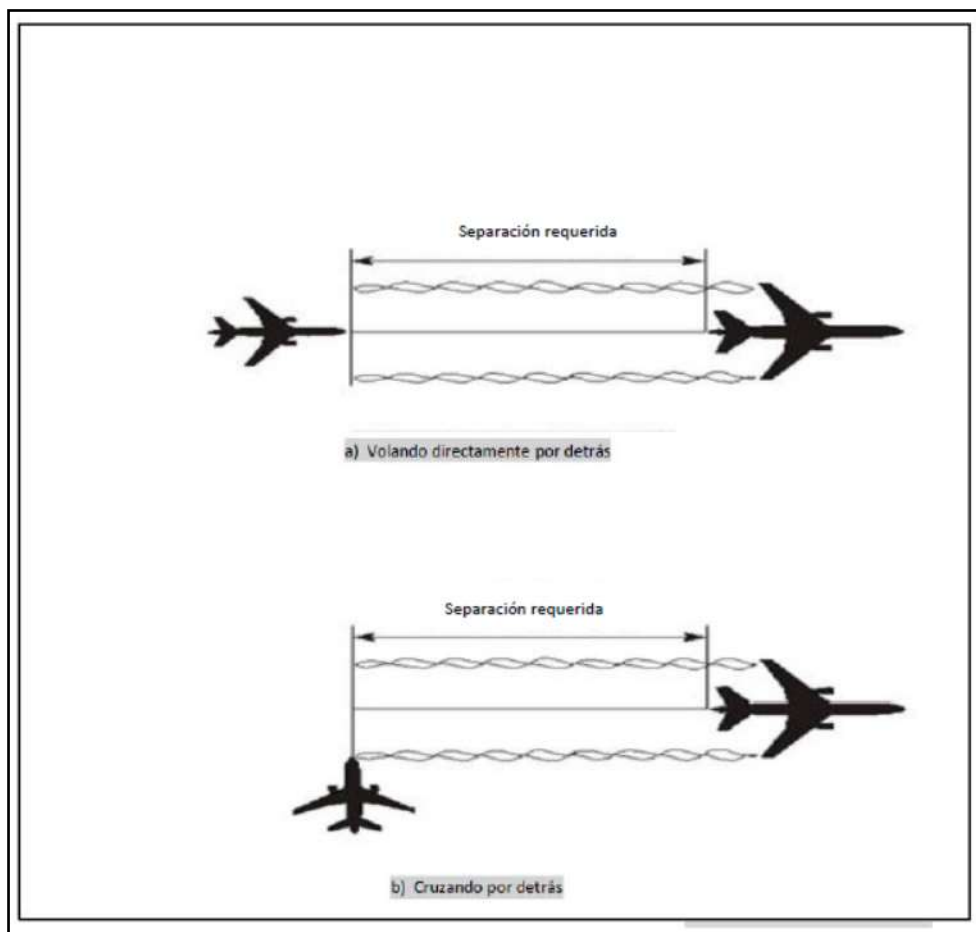 Separación requerida
a) Volando directamente por detrás
Separación requerida
b) Cruzando por detrás